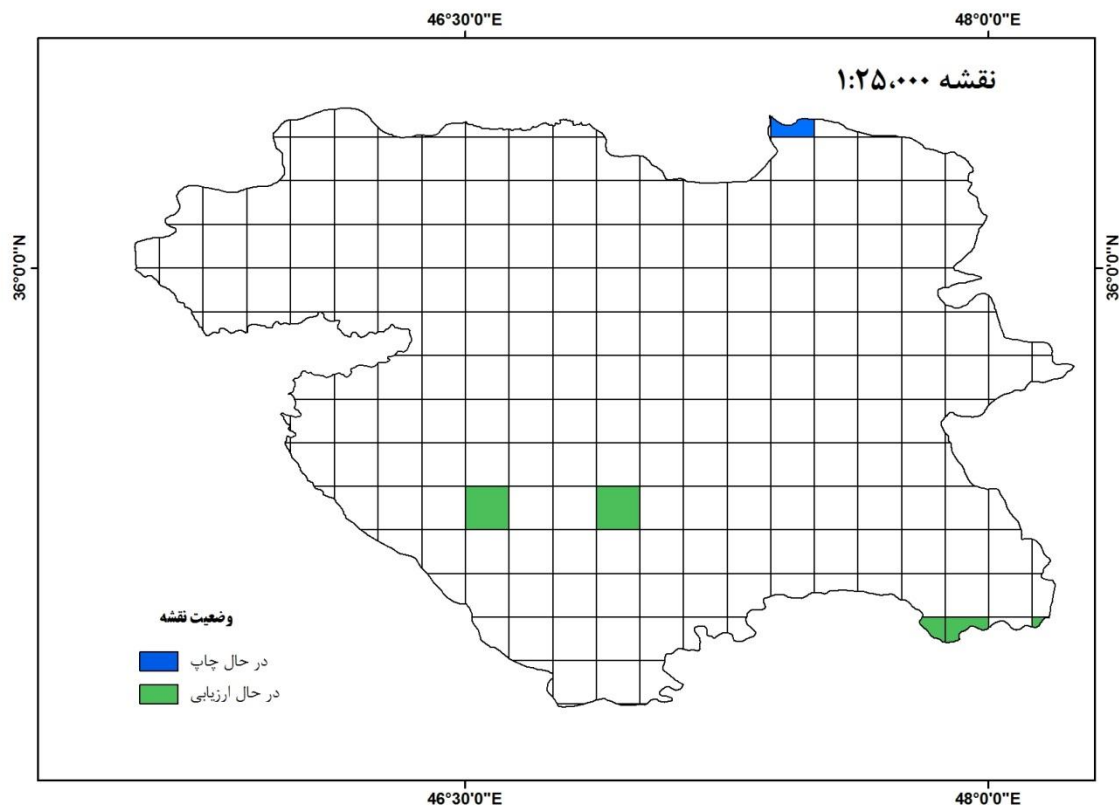 46°30'0"E
48°0'0"E
نقشه ۱:۲۵،۰۰۰
36°0'0"N
36°0'0"N
وضعیت نقشه
در حال چاپ
در حال ارزیابی
46°30'0"E
48°0'0"E